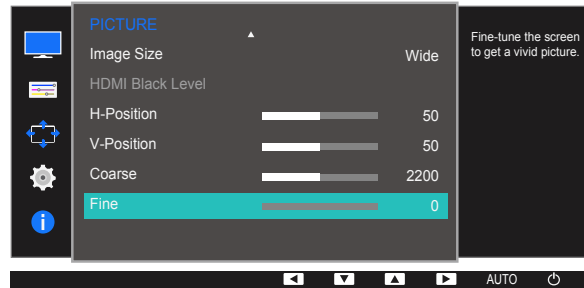 PICTURE
Image Size Wide
HDMI Black Level
H-Position 50
V-Position 50
Coarse 2200
Fine 0
Fine-tune the screen
to get a vivid picture.
AUTO